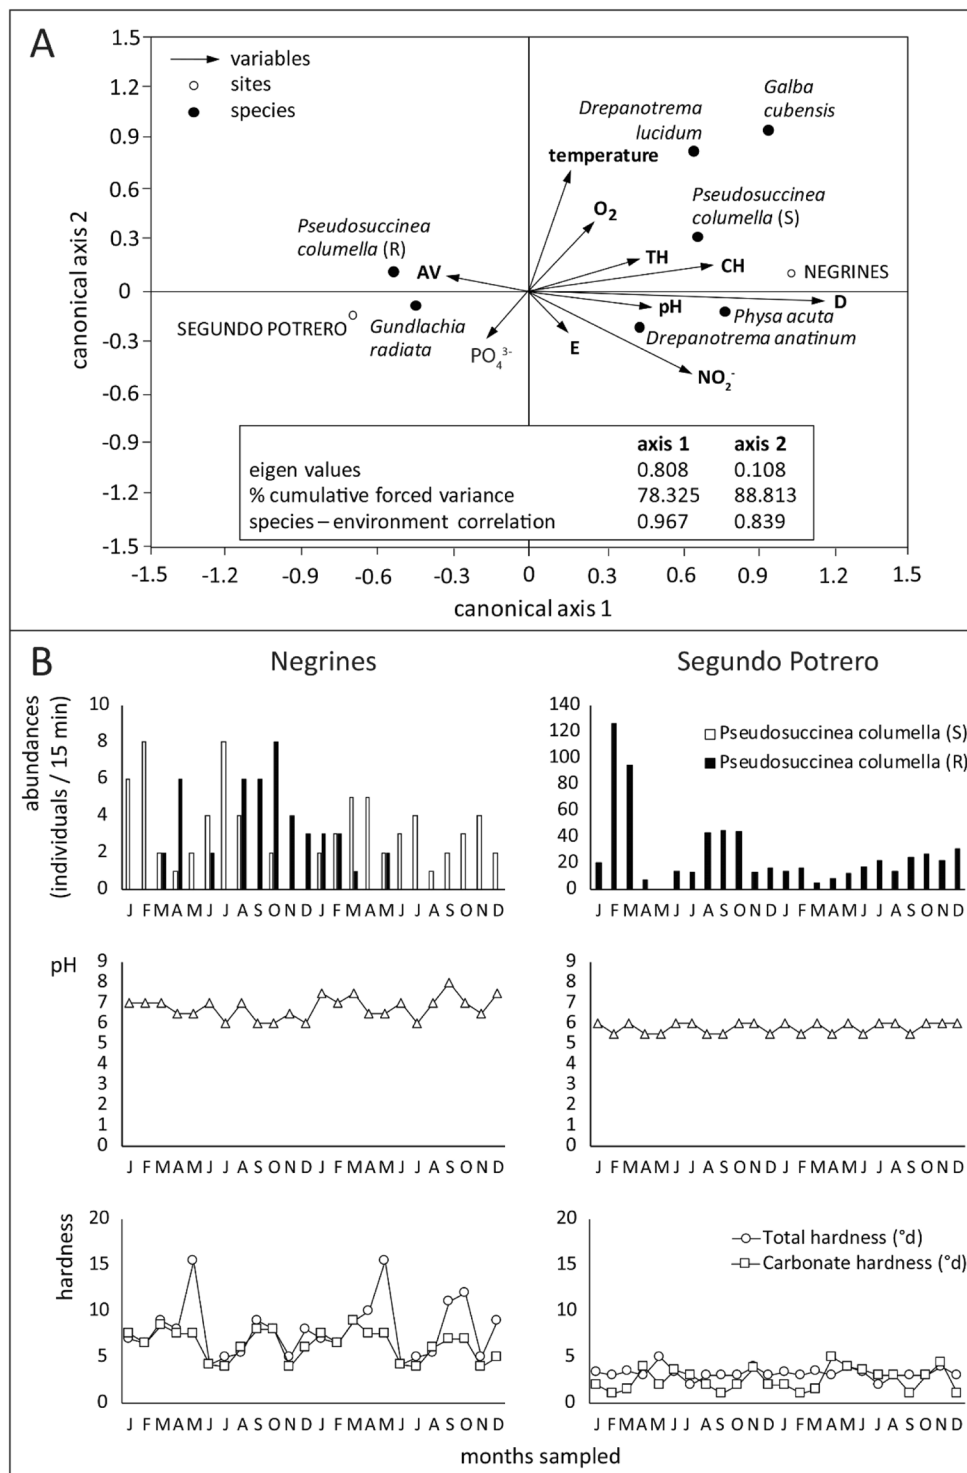 A
variables
sites
species
canonical axis 2
1.5
1.2
0.9
0.6
0.3
0
-0.3
-0.6
-0.9
-1.2
-1.5
Galba
cubensis
Drepanotrema
lucidum
temperature
O2
Pseudosuccinea
columella (S)
Pseudosuccinea
columella (R)
AV
TH
CH
NEGRINES
SEGUNDO POTRERO
Gundlachia
radiata
PO4 3-
E
pH
D
Physa acuta
Drepanotrema anatinum
NO2 -
axis 1 axis 2
eigen values 0.808 0.108
% cumulative forced variance 78.325 88.813
species – environment correlation 0.967 0.839
-1.5 -1.2 -0.9 -0.6 -0.3 0 0.3 0.6 0.9 1.2 1.5
canonical axis 1
B
Negrines
Segundo Potrero
abundances
(individuals / 15 min)
10
8
6
4
2
0
J F M A M J J A S O N D J F M A M J J A S O N D
140
120
100
80
60
40
20
0
Pseudosuccinea columella (S)
Pseudosuccinea columella (R)
J F M A M J J A S O N D J F M A M J J A S O N D
pH
9
8
7
6
5
4
3
2
1
0
J F M A M J J A S O N D J F M A M J J A S O N D
9
8
7
6
5
4
3
2
1
0
J F M A M J J A S O N D J F M A M J J A S O N D
hardness
20
15
10
5
0
J F M A M J J A S O N D J F M A M J J A S O N D
20
15
10
5
0
Total hardness (°d)
Carbonate hardness (°d)
J F M A M J J A S O N D J F M A M J J A S O N D
months sampled